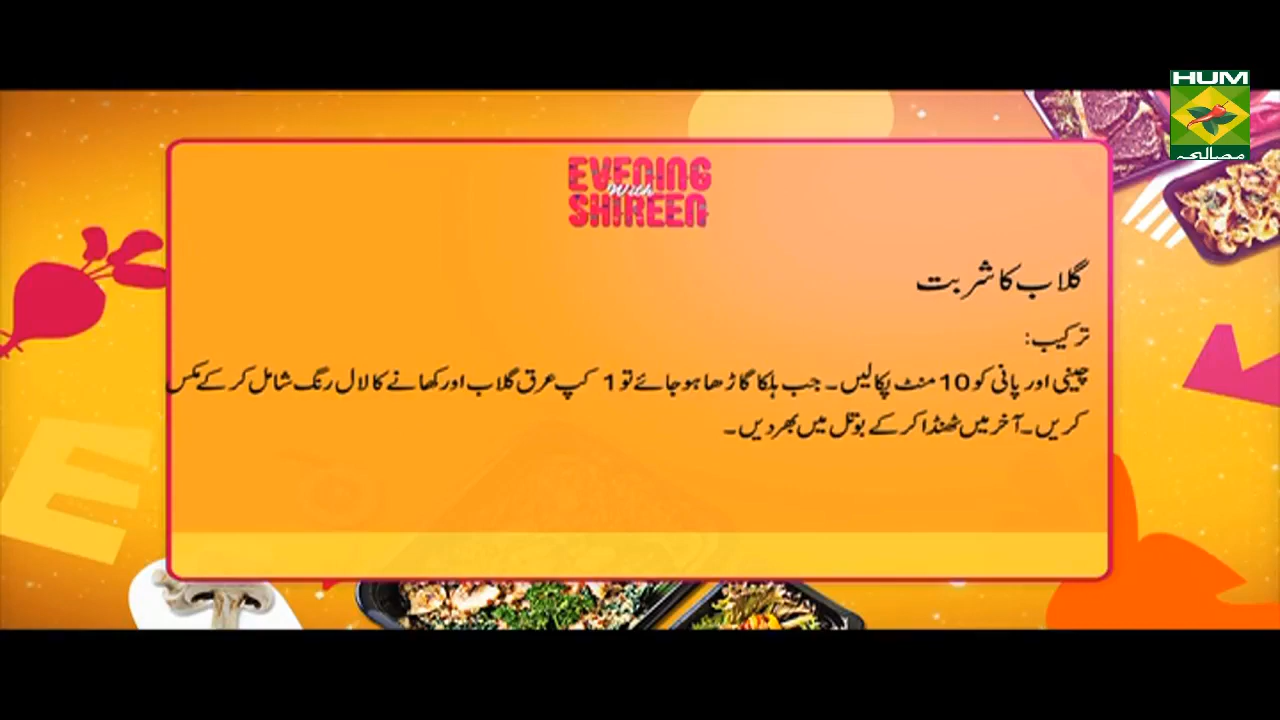 HUM
مصالحہ
EVENING
With
SHIREEN
گلاب کا شربت
ترکیب:
چینی اور پانی کو 10 منٹ پکالیں۔ جب ہلکا گاڑھا ہوجائے تو 1 کپ عرق گلاب اور کھانے کا لال رنگ شامل کر کے مکس
کریں۔ آخر میں ٹھنڈا کر کے بوتل میں بھر دیں۔
E